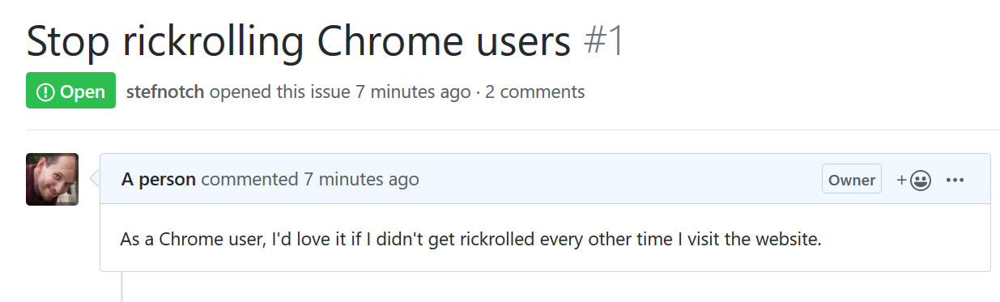 Stop rickrolling Chrome users #1
Open stefnotch opened this issue 7 minutes ago · 2 comments
A person commented 7 minutes ago Owner
As a Chrome user, I'd love it if I didn't get rickrolled every other time I visit the website.